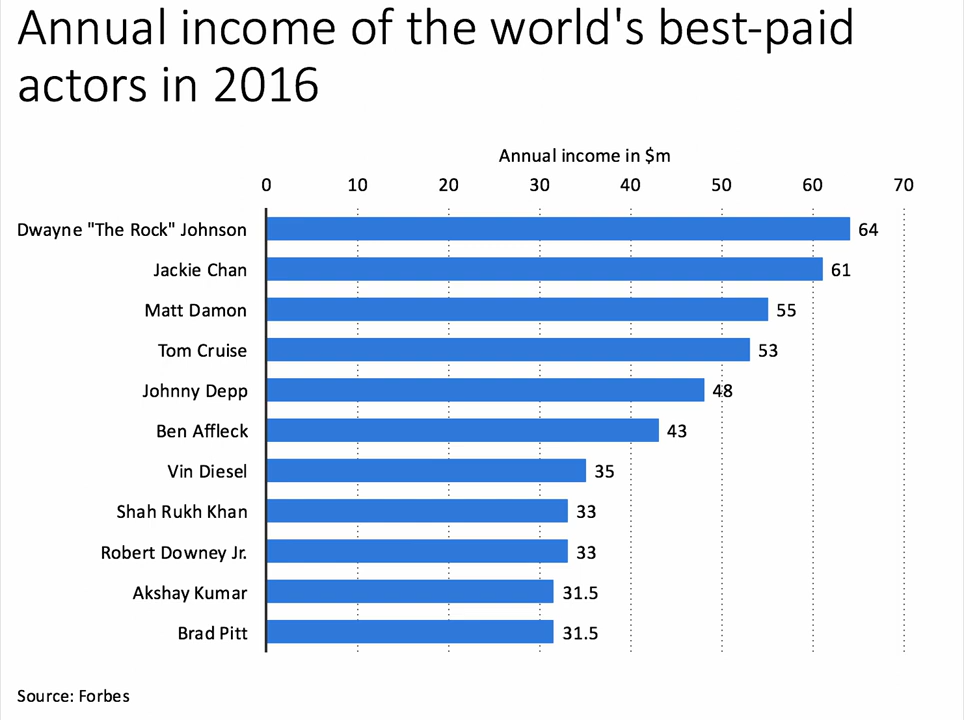 Annual income of the world's best-paid
actors in 2016
Annual income in $m
0 10 20 30 40 50 60 70
Dwayne "The Rock" Johnson 64
Jackie Chan 61
Matt Damon 55
Tom Cruise 53
Johnny Depp 48
Ben Affleck 43
Vin Diesel 35
Shah Rukh Khan 33
Robert Downey Jr. 33
Akshay Kumar 31.5
Brad Pitt 31.5
Source: Forbes